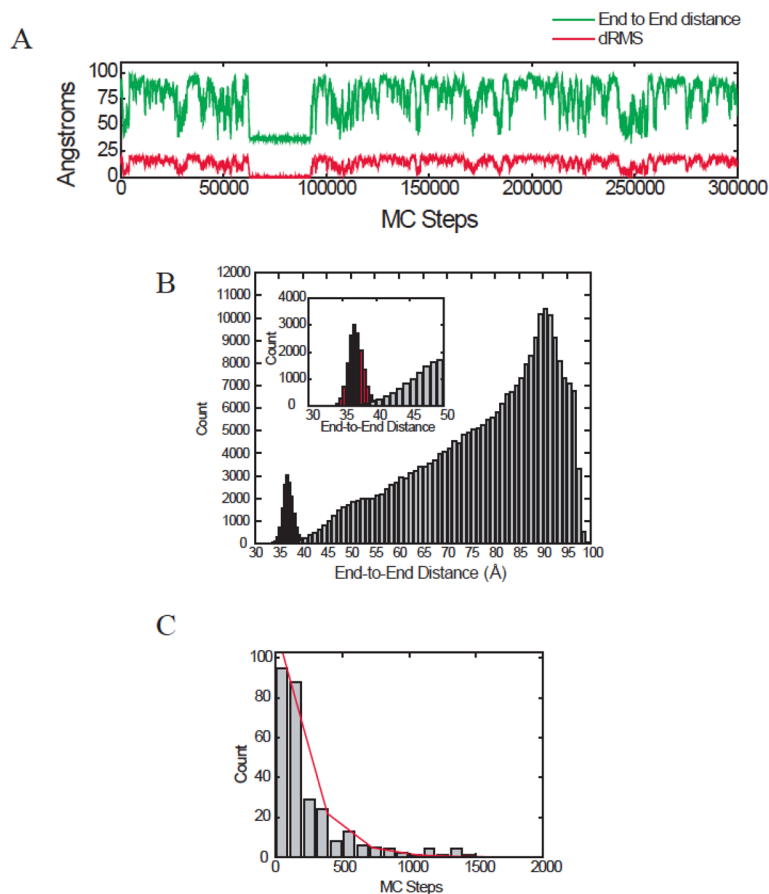 End to End distance
dRMS
A
100
75
50
25
0
Angstroms
0 50000 100000 150000 200000 250000 300000
MC Steps
B
12000
11000
10000
9000
8000
7000
6000
5000
4000
3000
2000
1000
0
Count
4000
3000
2000
1000
0
Count
30 35 40 45 50
End-to-End Distance
30 35 40 45 50 55 60 65 70 75 80 85 90 95 100
End-to-End Distance (Å)
C
100
80
60
40
20
0
Count
0 500 1000 1500 2000
MC Steps